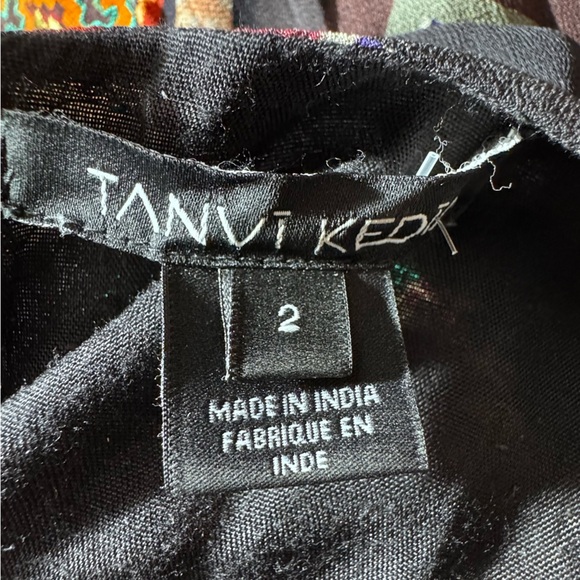 TANVI KEDIA
2
MADE IN INDIA
FABRIQUE EN
INDE